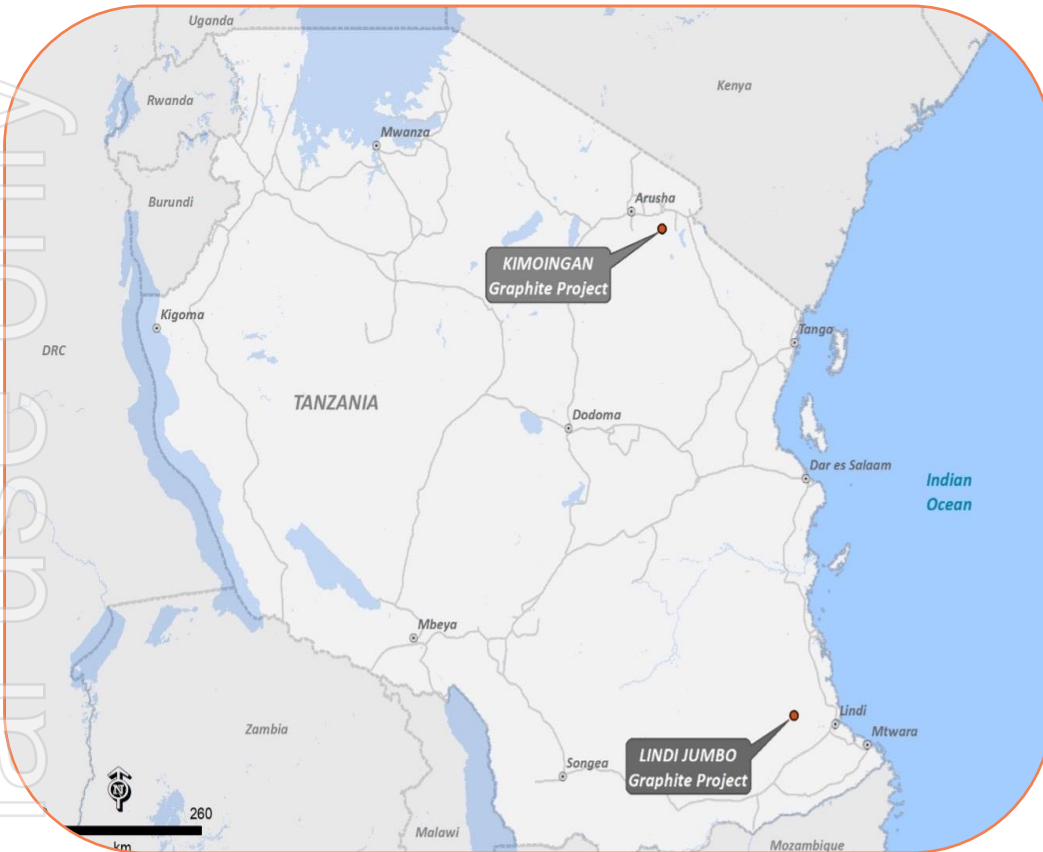 Uganda
Kenya
Rwanda
Mwanza
Arusha
Burundi
KIMOINGAN
Graphite Project
Kigoma
Tanga
DRC
TANZANIA
Dodoma
Dar es Salaam
Indian
Ocean
Mbeya
Lindi
Mtwara
Zambia
LINDI JUMBO
Graphite Project
Songea
N
260
km
Malawi
Mozambique